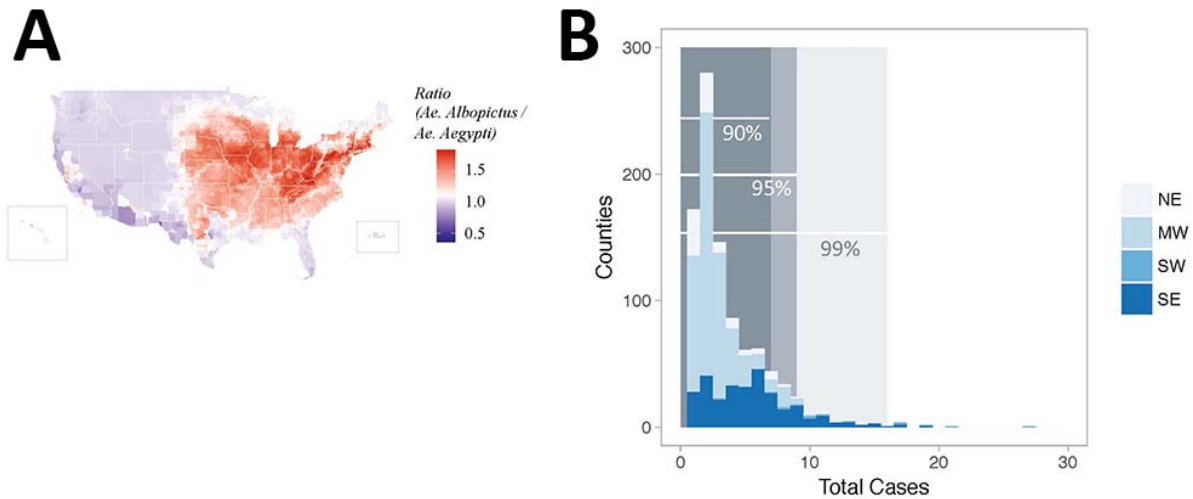 A
Ratio
(Ae. Albopictus /
Ae. Aegypti)
1.5
1.0
0.5
B
300
200
100
0
Counties
90%
95%
99%
0 10 20 30
Total Cases
NE
MW
SW
SE